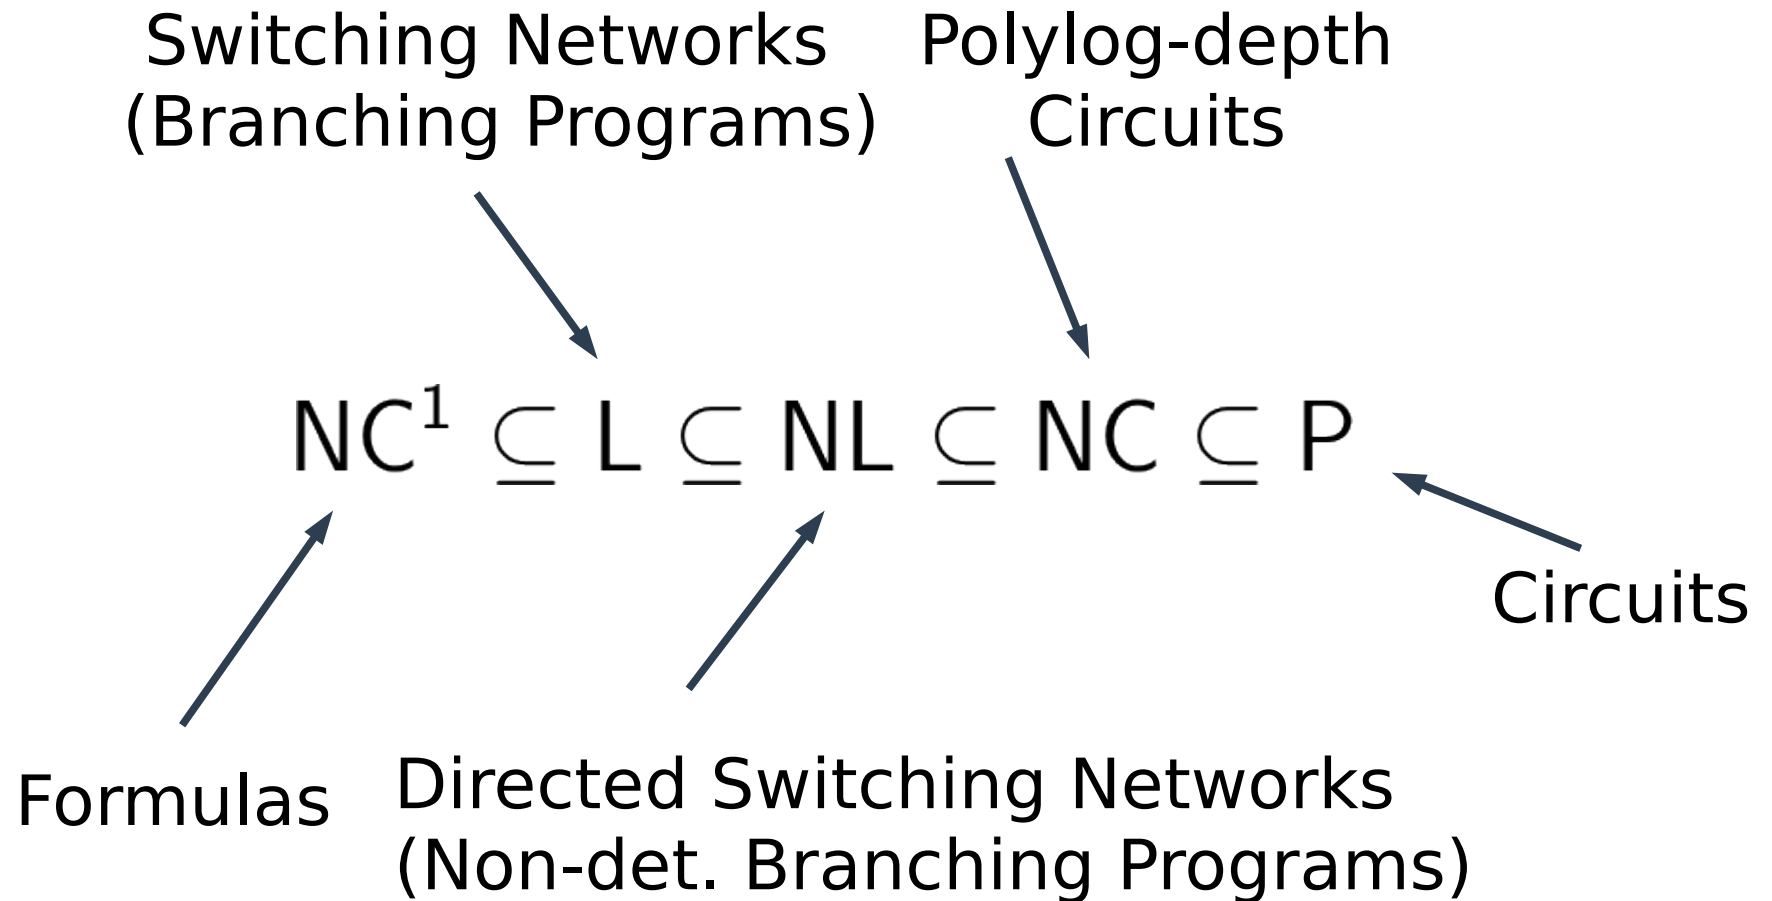 Switching Networks
(Branching Programs)
Polylog-depth
Circuits
NC¹ ⊆ L ⊆ NL ⊆ NC ⊆ P
Circuits
Formulas
Directed Switching Networks
(Non-det. Branching Programs)